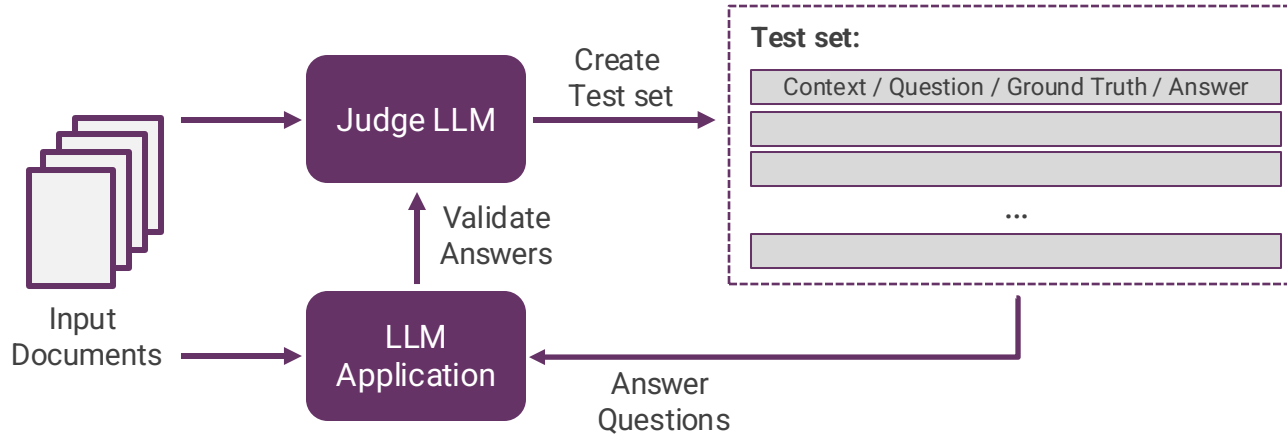 Test set:
Context / Question / Ground Truth / Answer
...
Create
Test set
Judge LLM
Validate
Answers
Input
Documents
LLM
Application
Answer
Questions